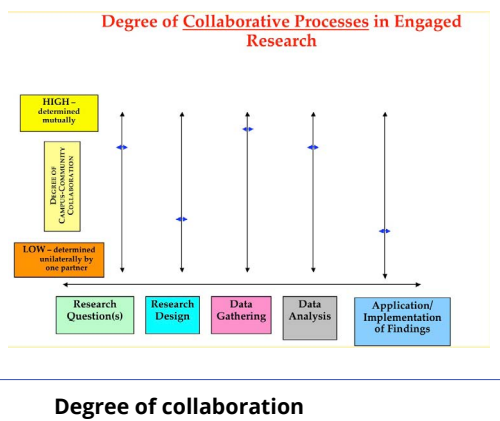 Degree of Collaborative Processes in Engaged
Research
HIGH –
determined
mutually
DEGREE OF
CAMPUS-COMMUNITY
COLLABORATION
LOW – determined
unilaterally by
one partner
Research
Question(s)
Research
Design
Data
Gathering
Data
Analysis
Application/
Implementation
of Findings
Degree of collaboration